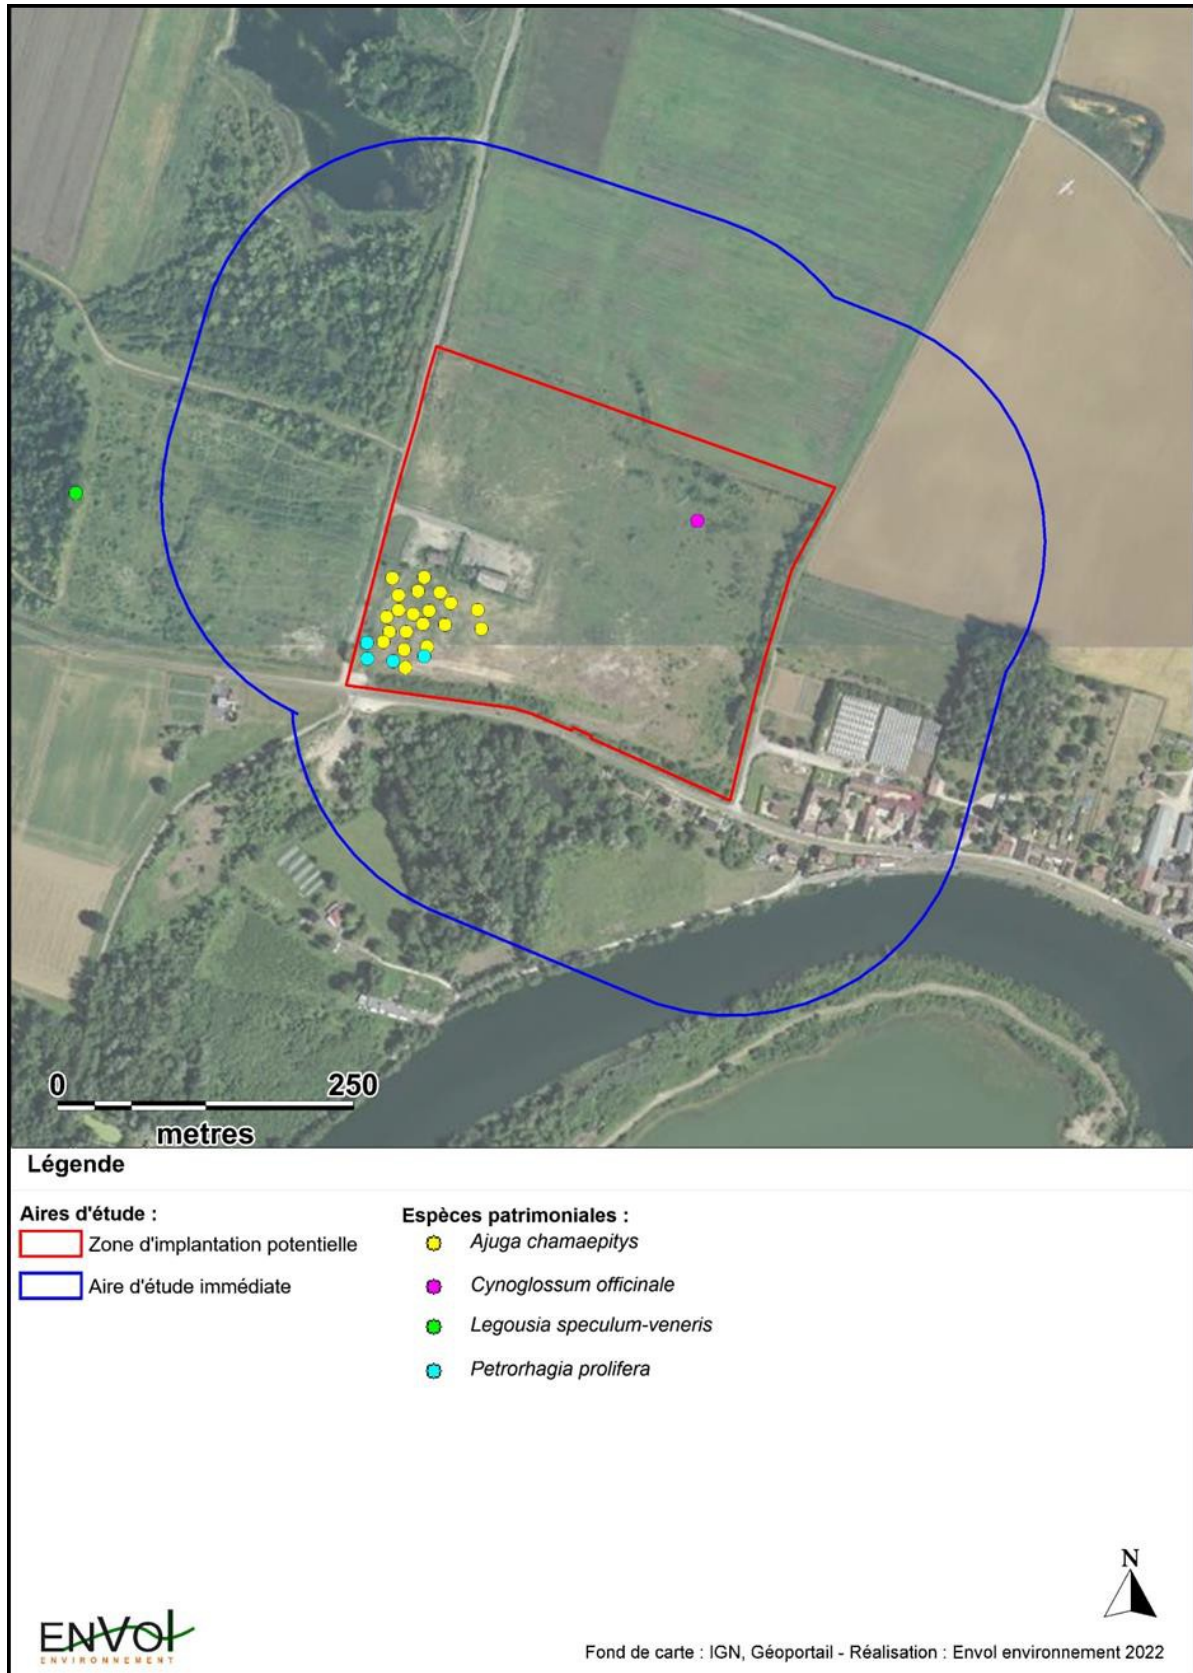 0 250
metres
Légende
Aires d'étude :
Zone d'implantation potentielle
Aire d'étude immédiate
Espèces patrimoniales :
Ajuga chamaepitys
Cynoglossum officinale
Legousia speculum-veneris
Petrorhagia prolifera
N
ENVOl
ENVIRONNEMENT
Fond de carte : IGN, Géoportail - Réalisation : Envol environnement 2022